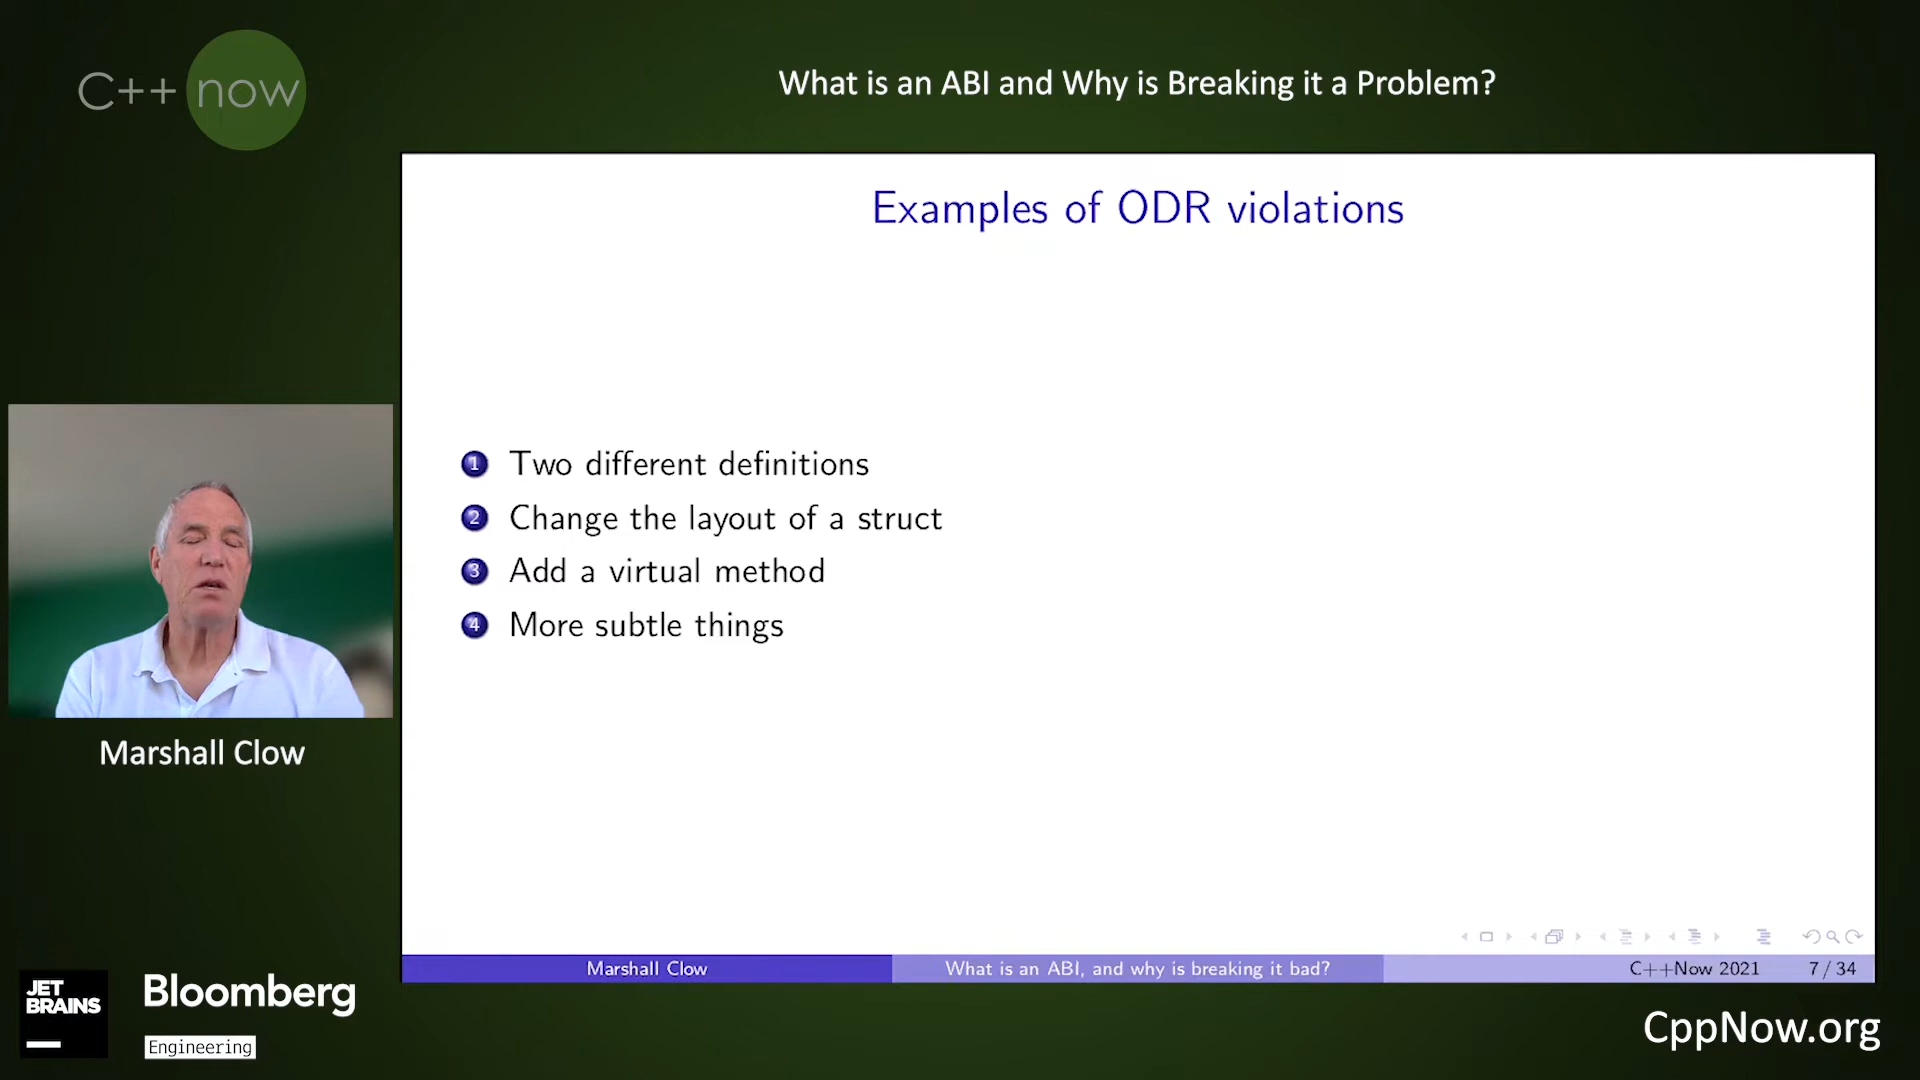 C++ now
What is an ABI and Why is Breaking it a Problem?
Examples of ODR violations
1 Two different definitions
2 Change the layout of a struct
3 Add a virtual method
4 More subtle things
Marshall Clow
Marshall Clow What is an ABI, and why is breaking it bad? C++Now 2021 7 / 34
JET
BRAINS
Bloomberg
Engineering
CppNow.org